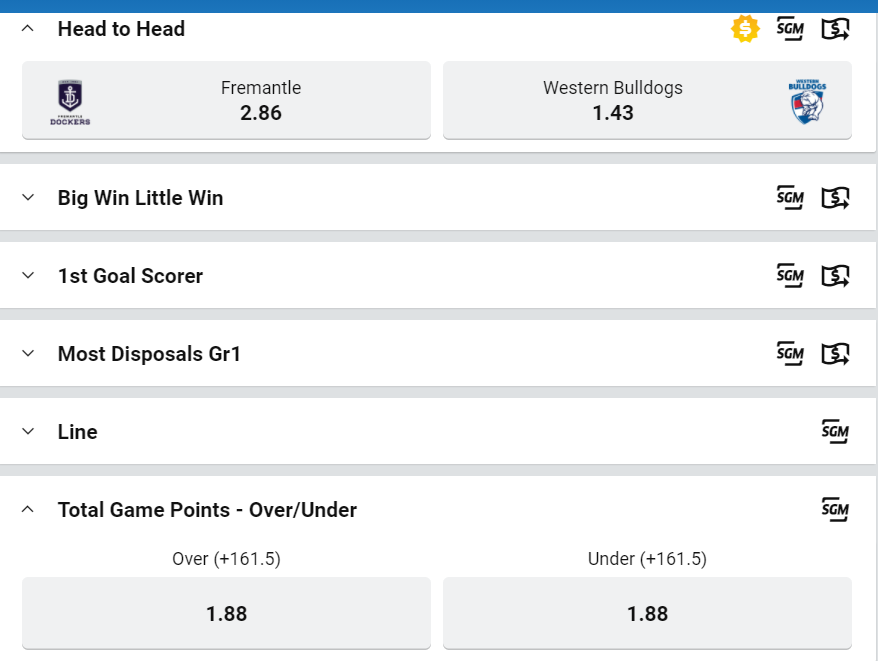 Head to Head
SGM
Fremantle
2.86
FREMANTLE
DOCKERS
Western Bulldogs
1.43
WESTERN
BULLDOGS
Big Win Little Win
SGM
1st Goal Scorer
SGM
Most Disposals Gr1
SGM
Line
SGM
Total Game Points - Over/Under
SGM
Over (+161.5)
Under (+161.5)
1.88
1.88